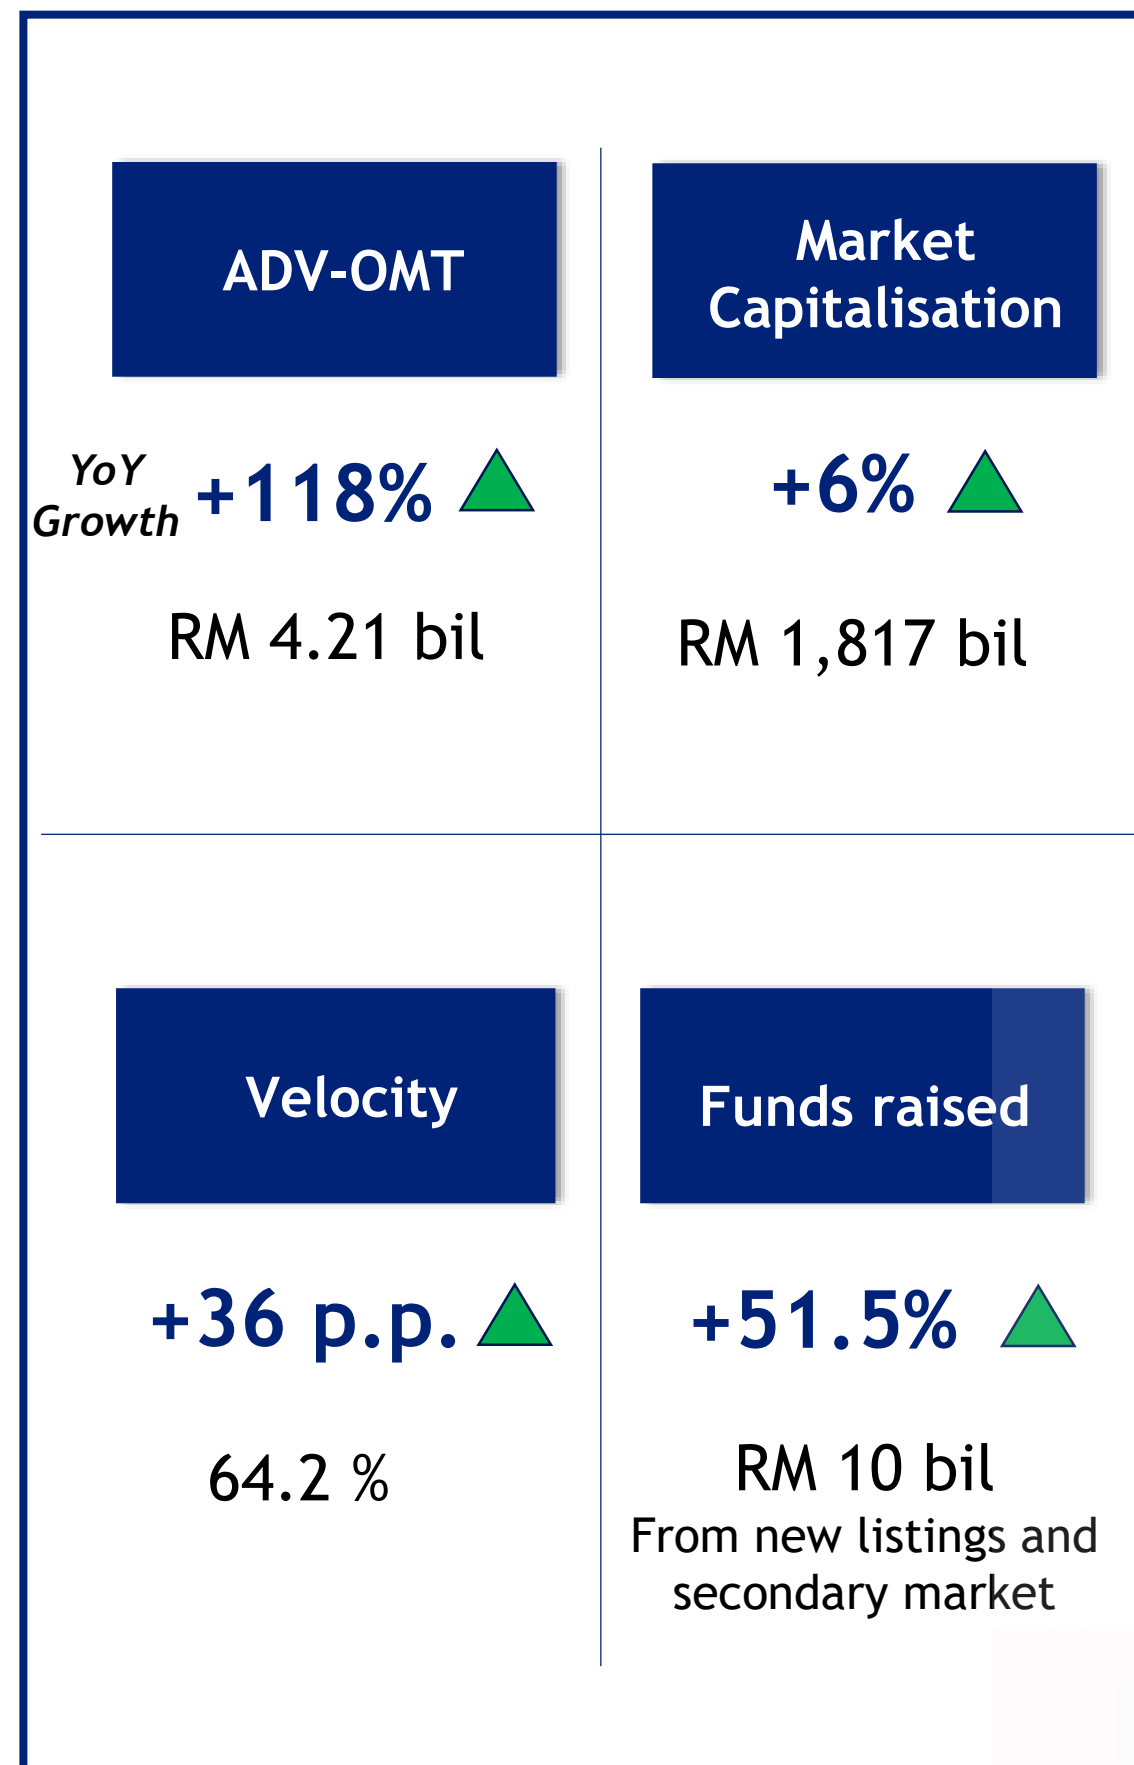 ADV-OMT
Market
Capitalisation
YoY
Growth
+118%
+6%
RM 4.21 bil
RM 1,817 bil
Velocity
Funds raised
+36 p.p.
+51.5%
64.2 %
RM 10 bil
From new listings and
secondary market